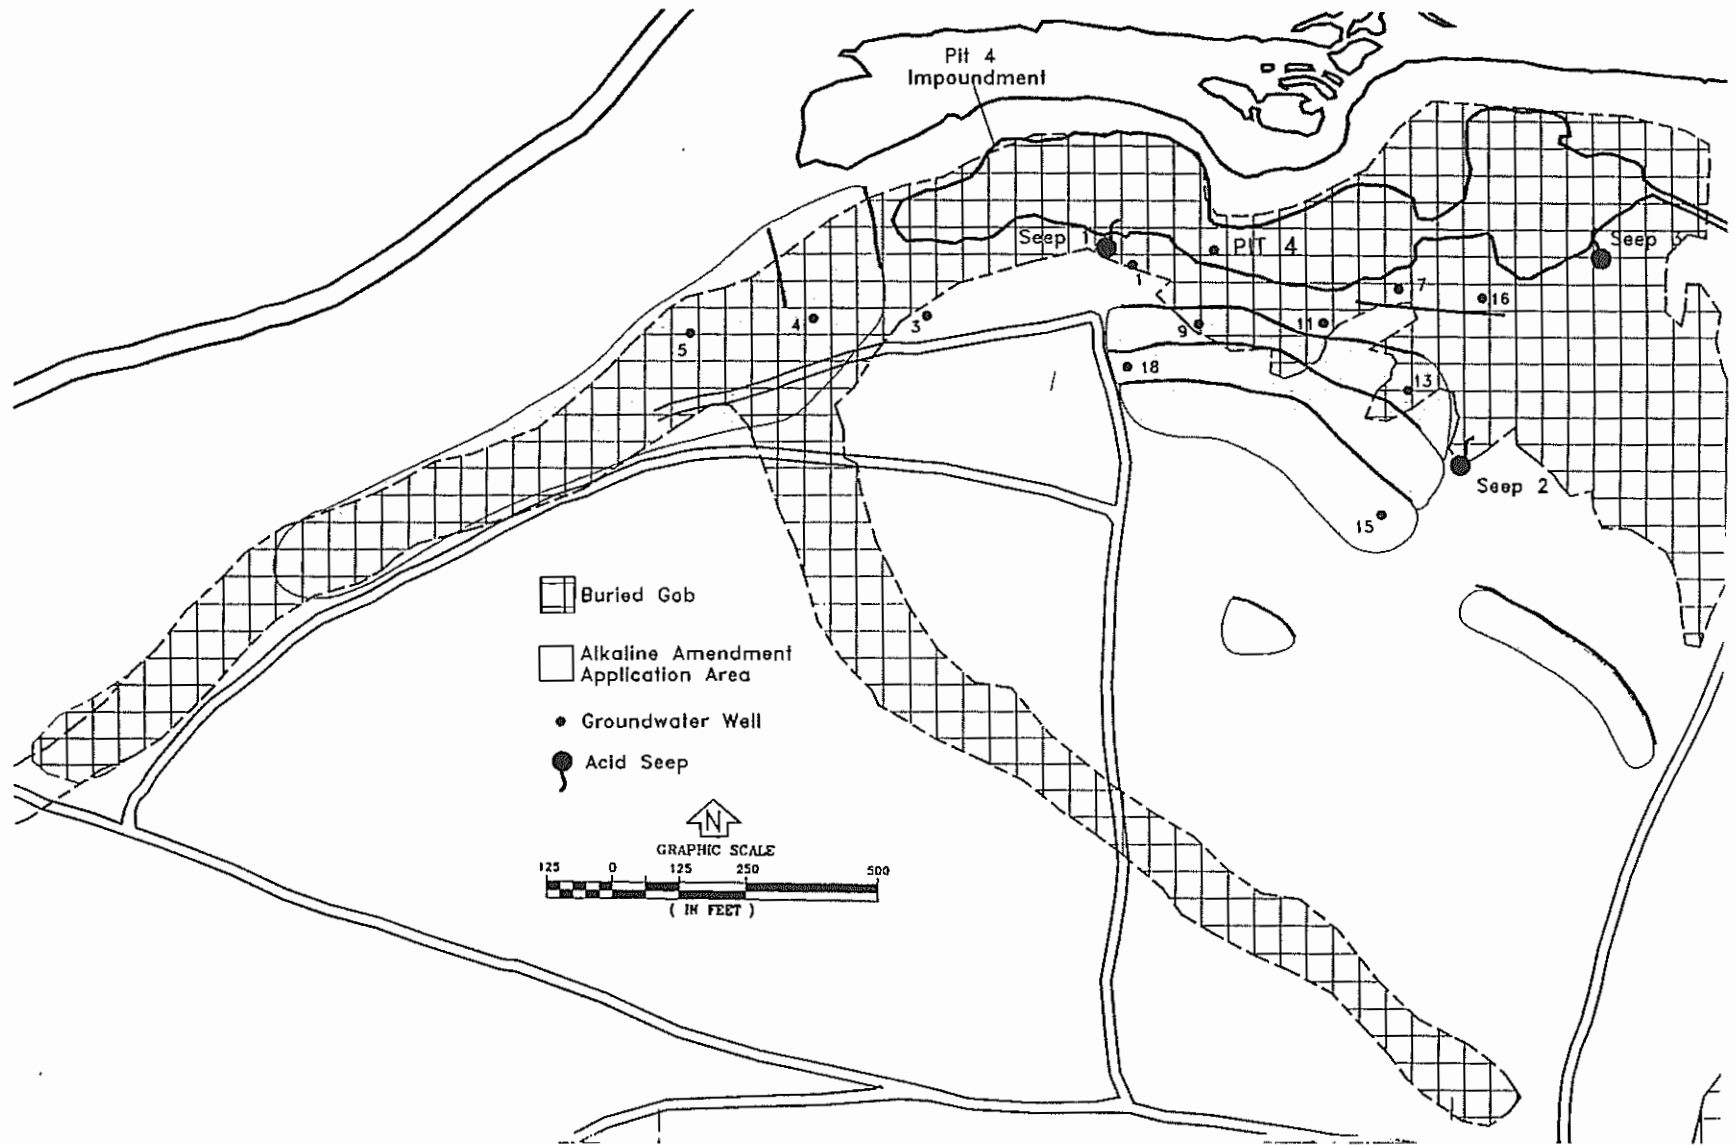 Pit 4
Impoundment
Seep 1
PIT 4
Seep
1
7
16
4
3
5
9
11
18
13
Seep 2
15
Buried Gob
Alkaline Amendment
Application Area
Groundwater Well
Acid Seep
N
GRAPHIC SCALE
125 0 125 250 500
( IN FEET )